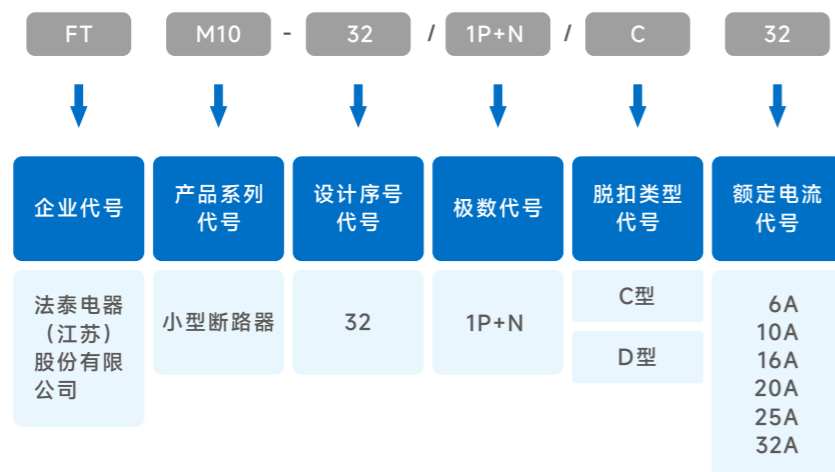 FT M10 - 32 / 1P+N / C 32
企业代号
产品系列
代号
设计序号
代号
极数代号
脱扣类型
代号
额定电流
代号
法泰电器
（江苏）
股份有限
公司
小型断路器
32
1P+N
C型
D型
6A
10A
16A
20A
25A
32A